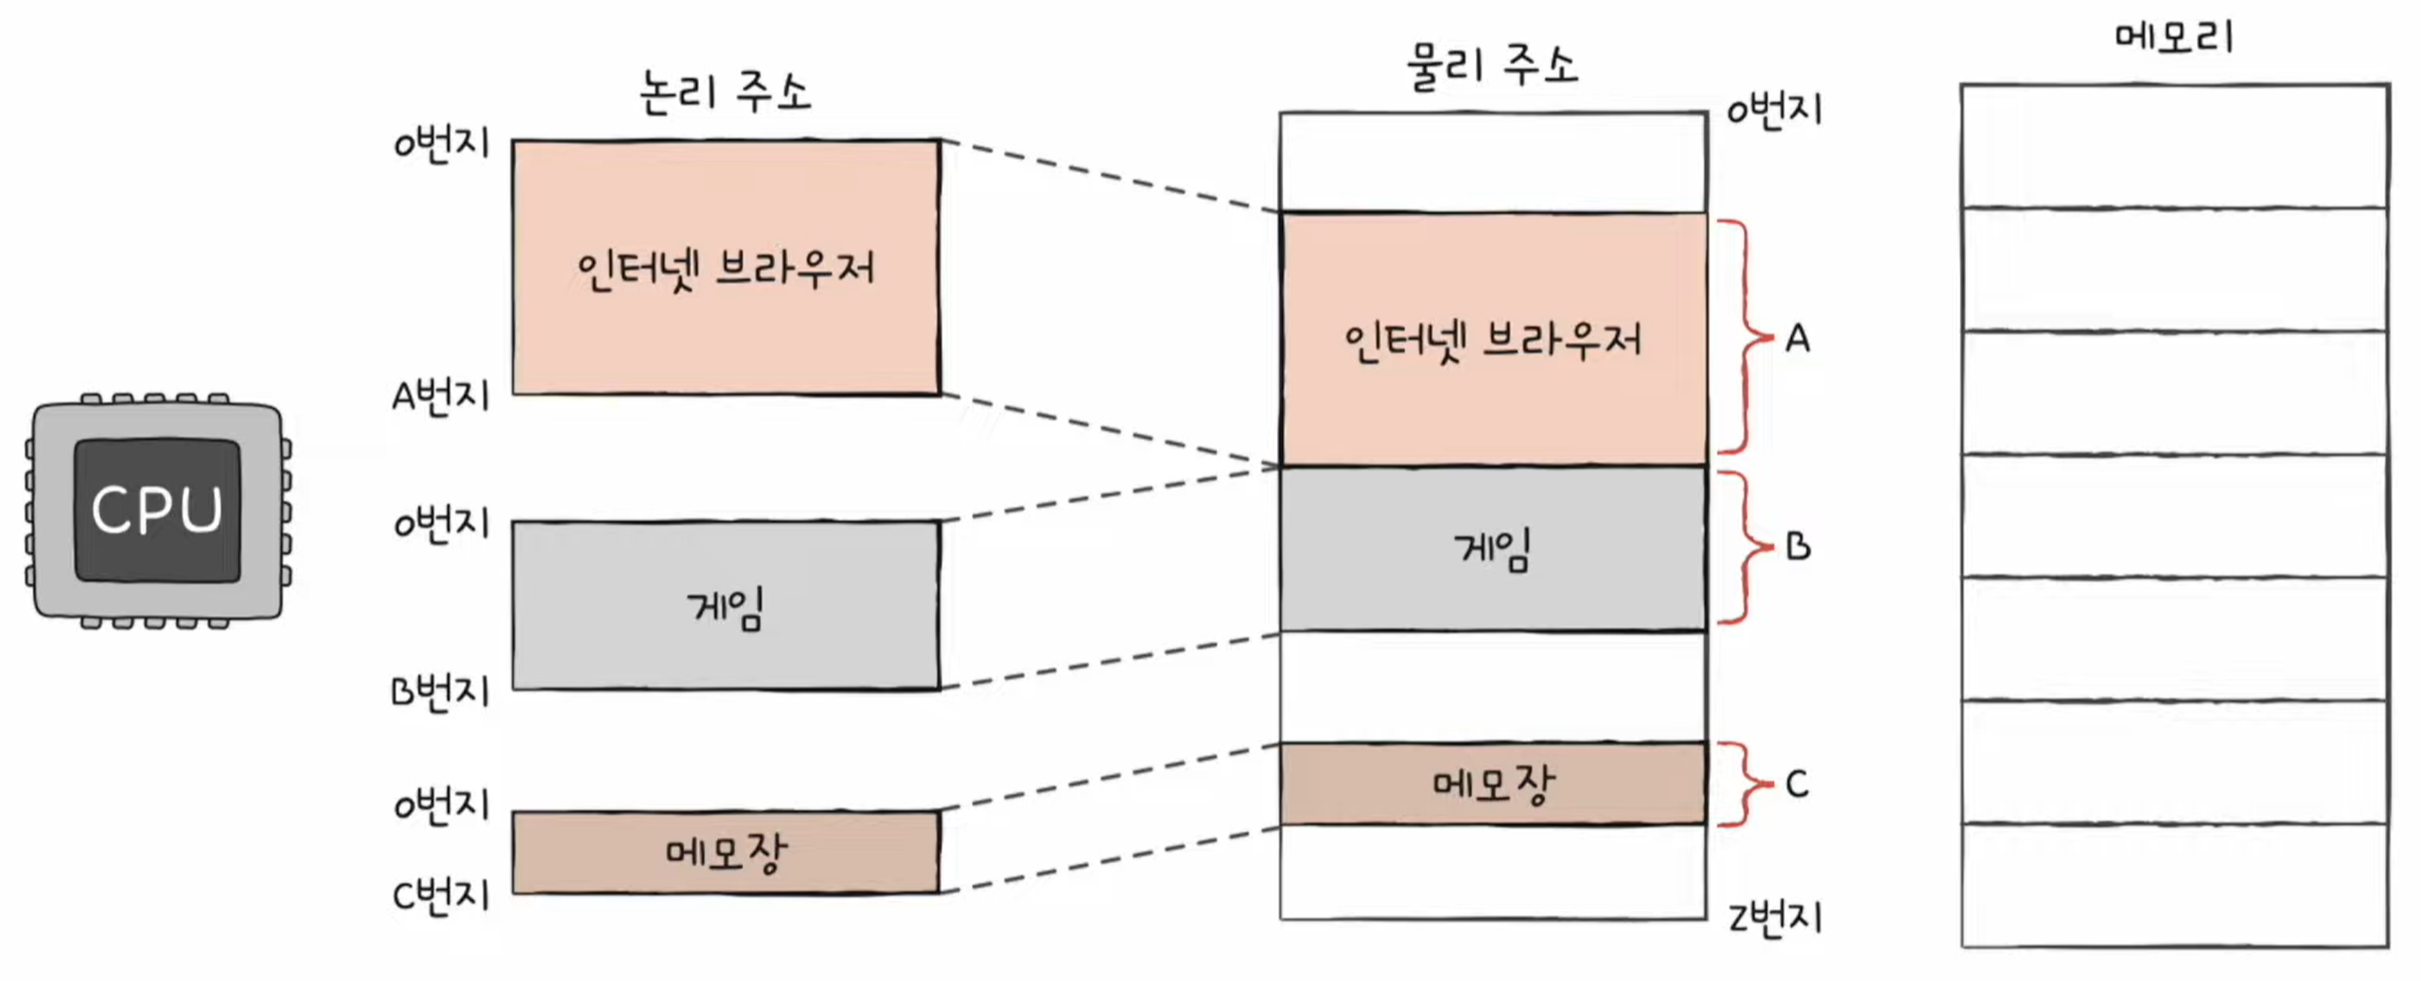 메모리
물리 주소
논리 주소
0번지
0번지
인터넷 브라우저
인터넷 브라우저
A
A번지
CPU
0번지
게임
B
게임
B번지
메모장
C
0번지
메모장
C번지
Z번지